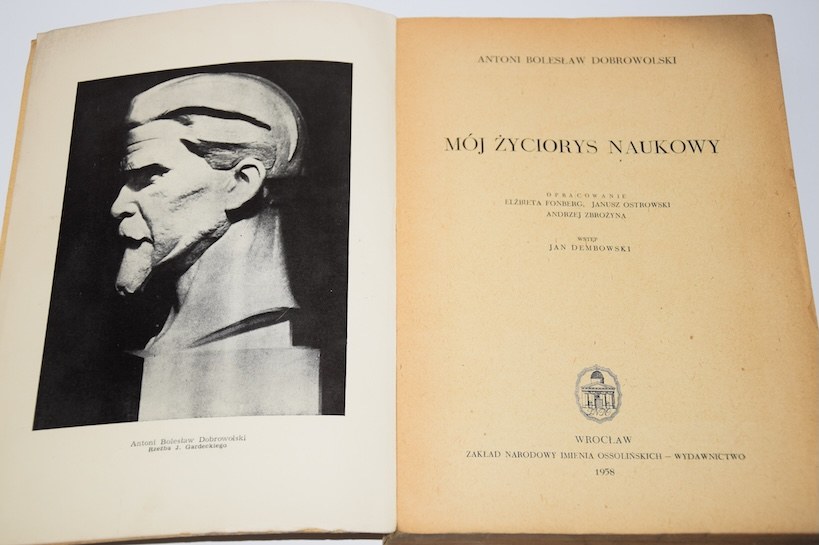 Antoni Bolesław Dobrowolski
Rzeźba J. Gardeckiego
ANTONI BOLESŁAW DOBROWOLSKI
MÓJ ŻYCIORYS NAUKOWY
OPRACOWANIE
ELŻBIETA FONBERG, JANUSZ OSTROWSKI
ANDRZEJ ZBROŻYNA
WSTĘP
JAN DEMBOWSKI
WROCŁAW
ZAKŁAD NARODOWY IMIENIA OSSOLIŃSKICH – WYDAWNICTWO
1958